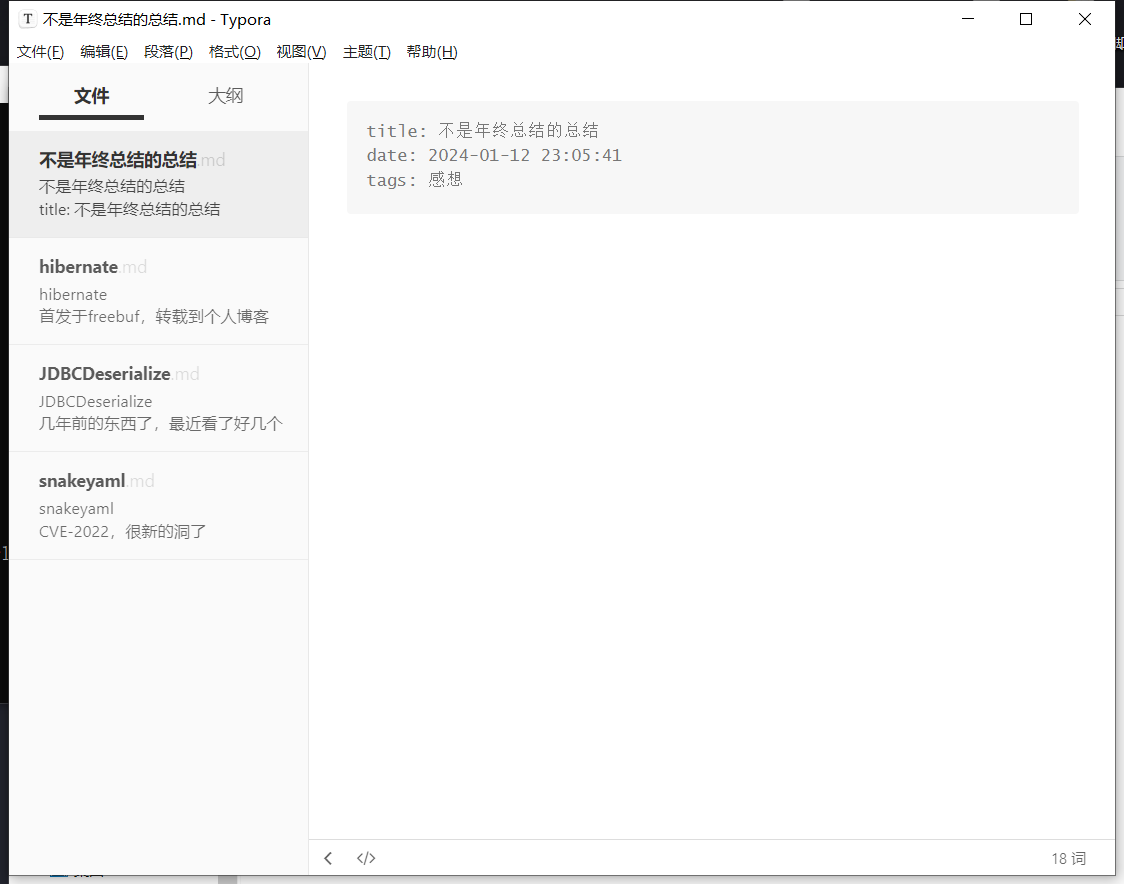 不是年终总结的总结.md - Typora
文件(F) 编辑(E) 段落(P) 格式(O) 视图(V) 主题(T) 帮助(H)
文件 大纲
不是年终总结的总结.md
不是年终总结的总结
title: 不是年终总结的总结
hibernate.md
hibernate
首发于freebuf，转载到个人博客
JDBCDeserialize.md
JDBCDeserialize
几年前的东西了，最近看了好几个
snakeyaml.md
snakeyaml
CVE-2022，很新的洞了
title: 不是年终总结的总结
date: 2024-01-12 23:05:41
tags: 感想
18 词